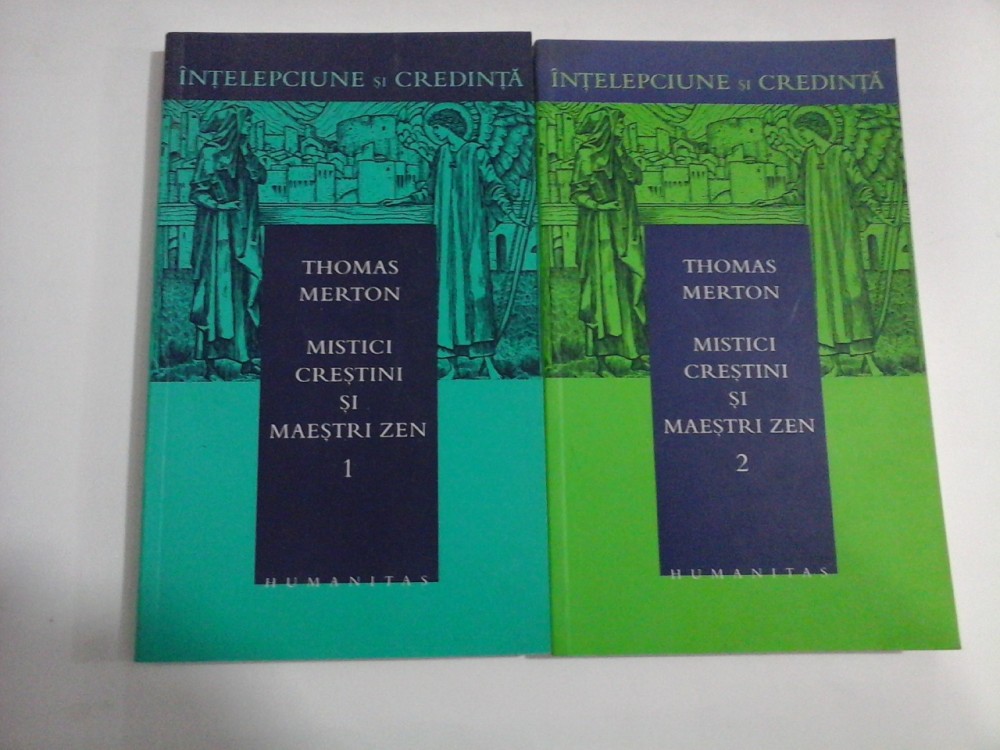 ÎNȚELEPCIUNE ȘI CREDINȚĂ
THOMAS
MERTON
MISTICI
CREȘTINI
ȘI
MAEȘTRI ZEN
1
HUMANITAS
ÎNȚELEPCIUNE ȘI CREDINȚĂ
THOMAS
MERTON
MISTICI
CREȘTINI
ȘI
MAEȘTRI ZEN
2
HUMANITAS